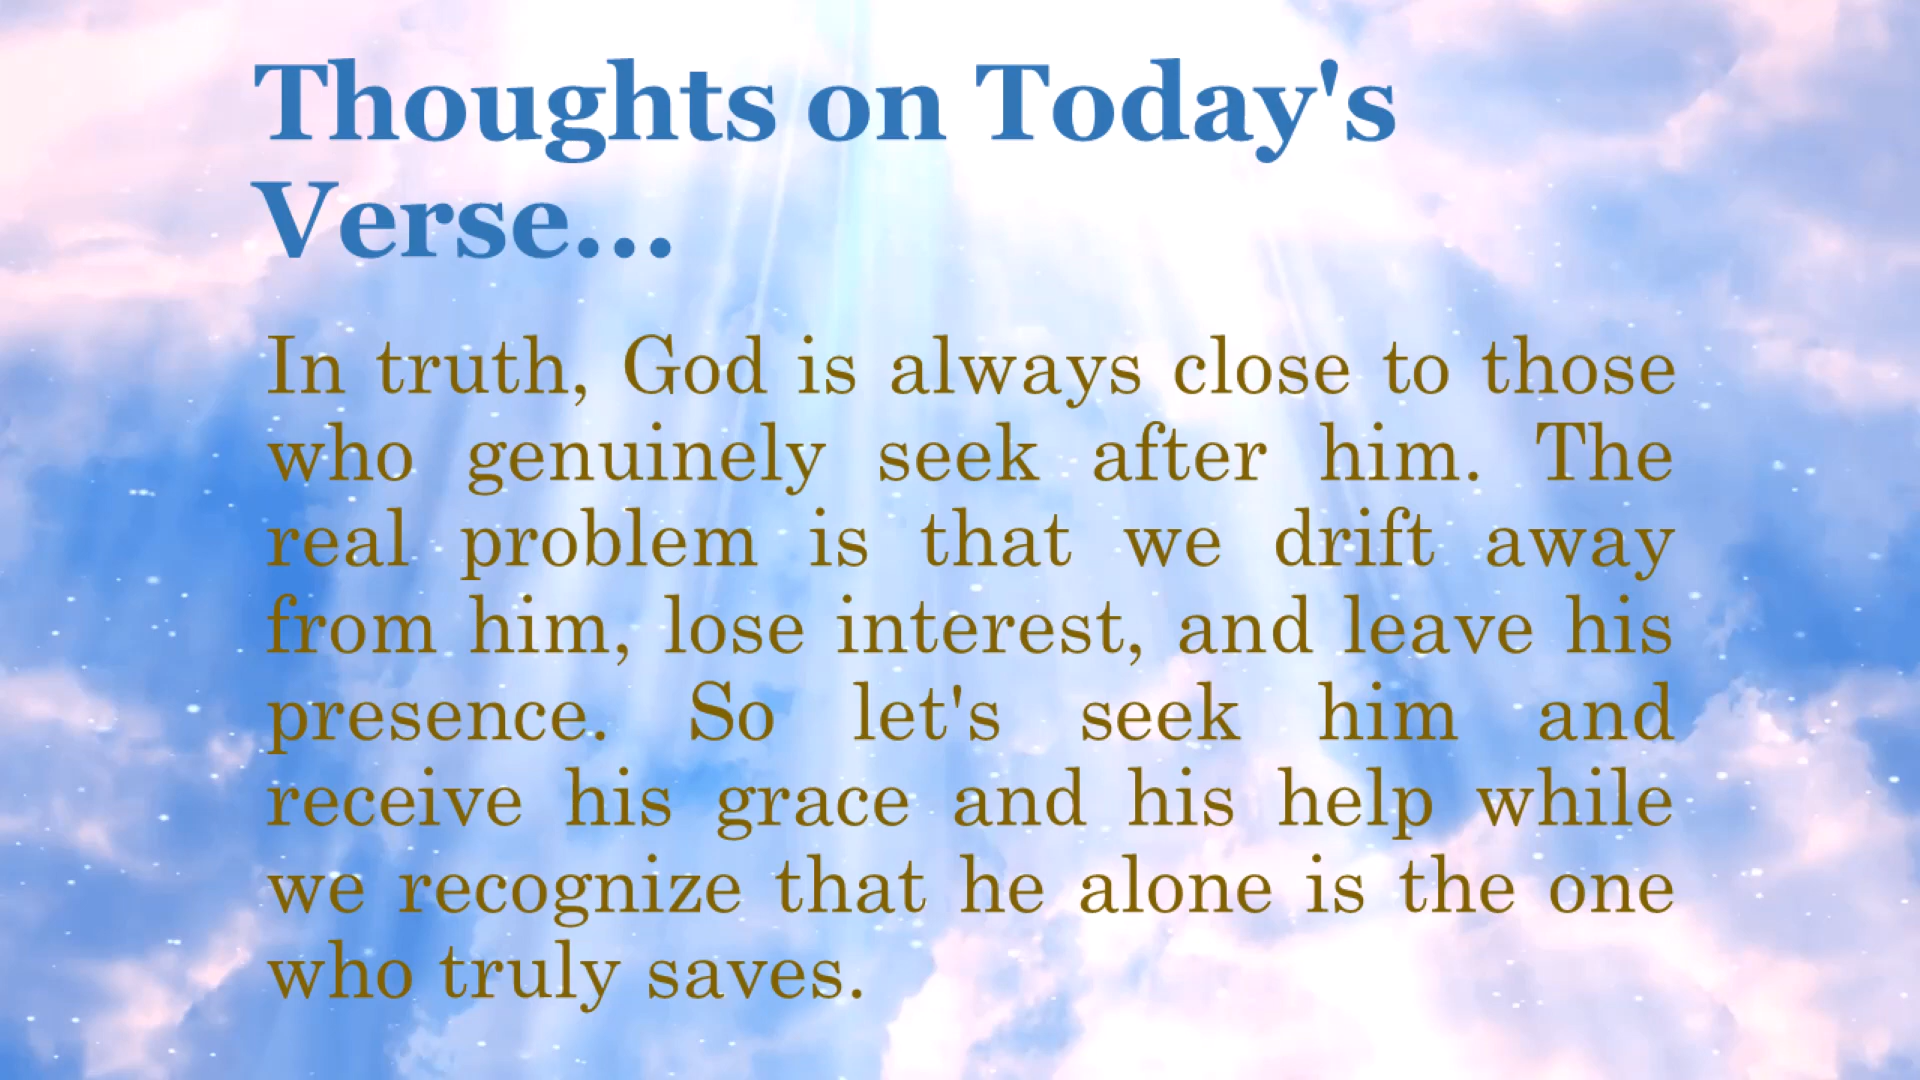 Thoughts on Today's
Verse...
In truth, God is always close to those
who genuinely seek after him. The
real problem is that we drift away
from him, lose interest, and leave his
presence. So let's seek him and
receive his grace and his help while
we recognize that he alone is the one
who truly saves.